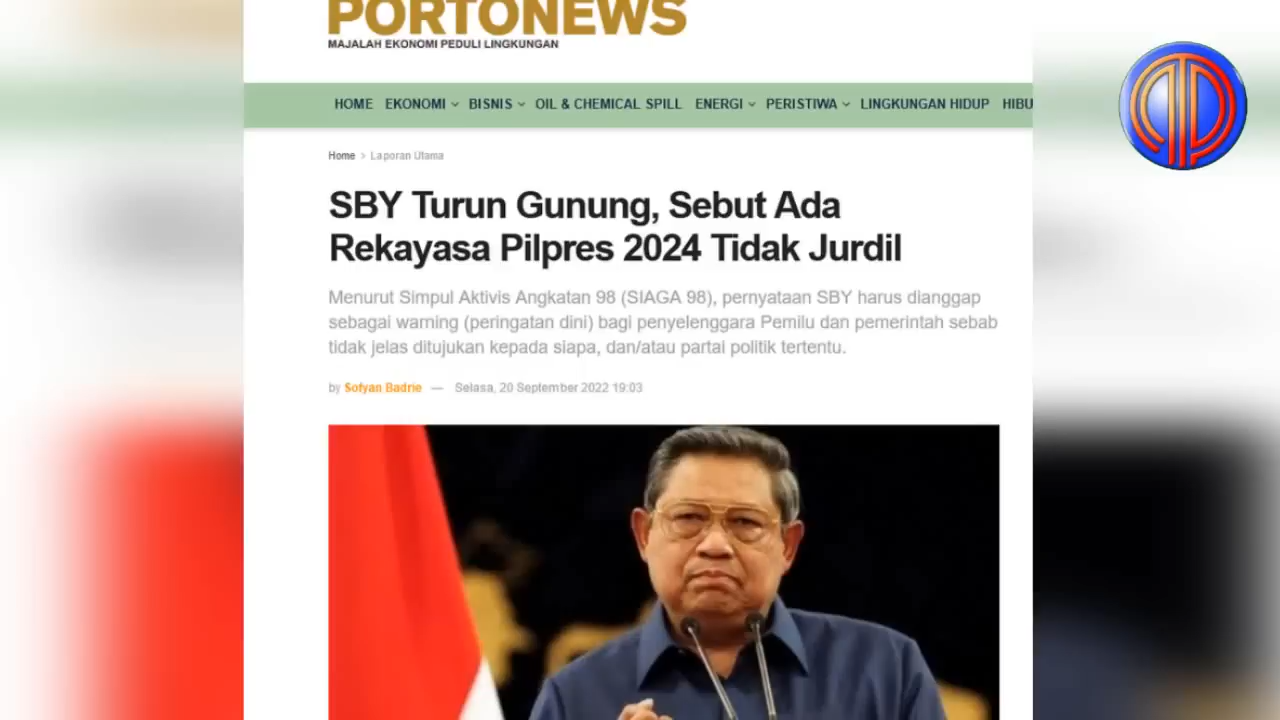 PORTONEWS
MAJALAH EKONOMI PEDULI LINGKUNGAN
HOME EKONOMI BISNIS OIL & CHEMICAL SPILL ENERGI PERISTIWA LINGKUNGAN HIDUP HIBU
Home > Laporan Utama
SBY Turun Gunung, Sebut Ada
Rekayasa Pilpres 2024 Tidak Jurdil
Menurut Simpul Aktivis Angkatan 98 (SIAGA 98), pernyataan SBY harus dianggap
sebagai warning (peringatan dini) bagi penyelenggara Pemilu dan pemerintah sebab
tidak jelas ditujukan kepada siapa, dan/atau partai politik tertentu.
by Sofyan Badrie — Selasa, 20 September 2022 19:03